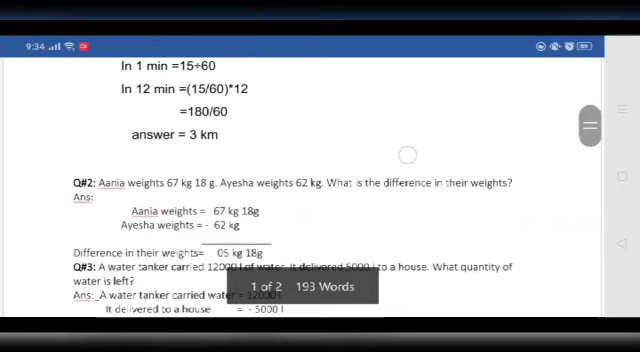 9:34
In 1 min =15÷60
In 12 min =(15/60)*12
=180/60
answer = 3 km
Q#2: Aania weights 67 kg 18 g. Ayesha weights 62 kg. What is the difference in their weights?
Ans:
Aania weights = 67 kg 18g
Ayesha weights = - 62 kg
Difference in their weights= 05 kg 18g
Q#3: A water tanker carried 12000 l of water. It delivered 5000 l to a house. What quantity of
water is left?
1 of 2 193 Words
Ans: A water tanker carried water = 12000 l
It delivered to a house = - 5000 l